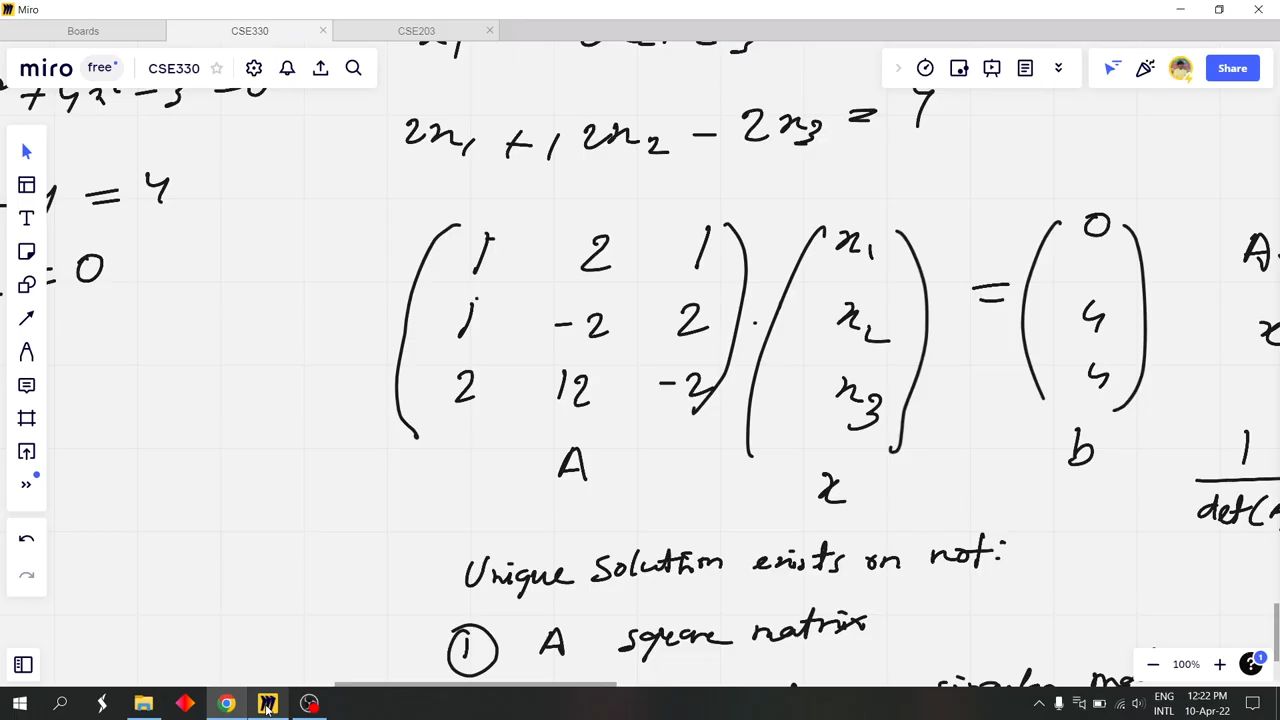 Miro
Boards
CSE330
CSE203
miro free CSE330
Share
2x₁ + 12x₂ - 2x₃ = 4
= 4
= 0
1 2 1
1 -2 2
2 12 -2
A
x₁
x₂
x₃
x
=
0
4
4
b
A
x
1
det(A
Unique solution exists or not:
① A square matrix
100%
1
ENG
INTL
12:22 PM
10-Apr-22